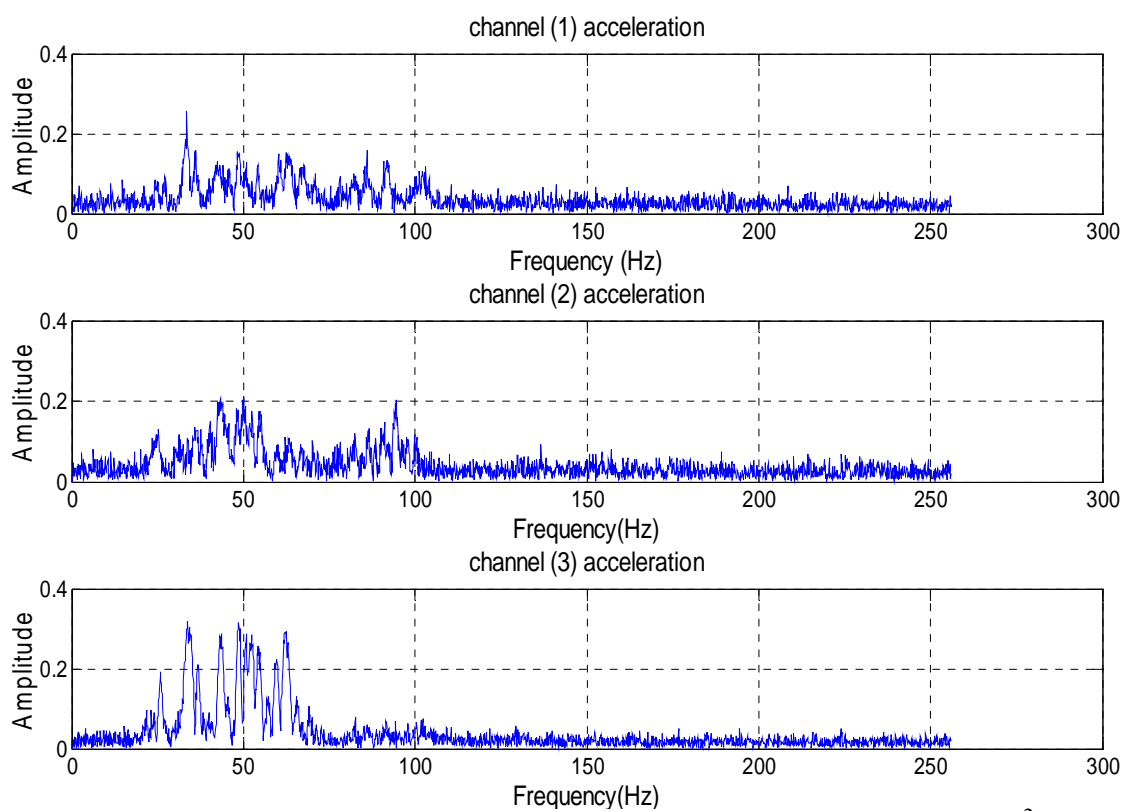 channel (1) acceleration
Amplitude
0.4
0.2
0
0 50 100 150 200 250 300
Frequency (Hz)
channel (2) acceleration
Amplitude
0.4
0.2
0
0 50 100 150 200 250 300
Frequency(Hz)
channel (3) acceleration
Amplitude
0.4
0.2
0
0 50 100 150 200 250 300
Frequency(Hz)
2